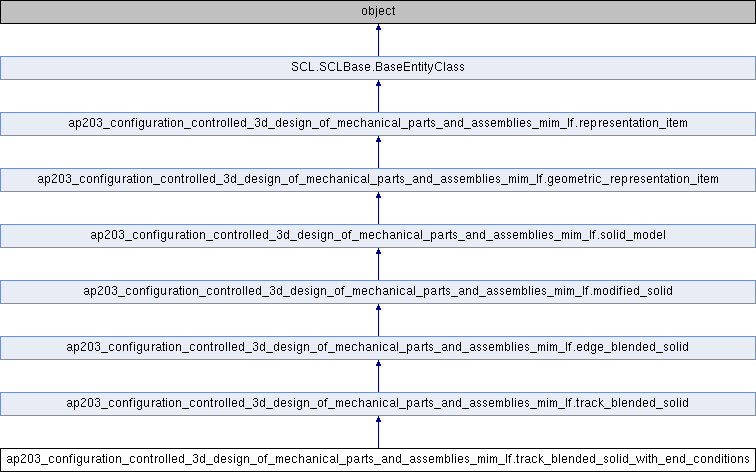 object
SCL.SCLBase.BaseEntityClass
ap203_configuration_controlled_3d_design_of_mechanical_parts_and_assemblies_mim_lf.representation_item
ap203_configuration_controlled_3d_design_of_mechanical_parts_and_assemblies_mim_lf.geometric_representation_item
ap203_configuration_controlled_3d_design_of_mechanical_parts_and_assemblies_mim_lf.solid_model
ap203_configuration_controlled_3d_design_of_mechanical_parts_and_assemblies_mim_lf.modified_solid
ap203_configuration_controlled_3d_design_of_mechanical_parts_and_assemblies_mim_lf.edge_blended_solid
ap203_configuration_controlled_3d_design_of_mechanical_parts_and_assemblies_mim_lf.track_blended_solid
ap203_configuration_controlled_3d_design_of_mechanical_parts_and_assemblies_mim_lf.track_blended_solid_with_end_conditions